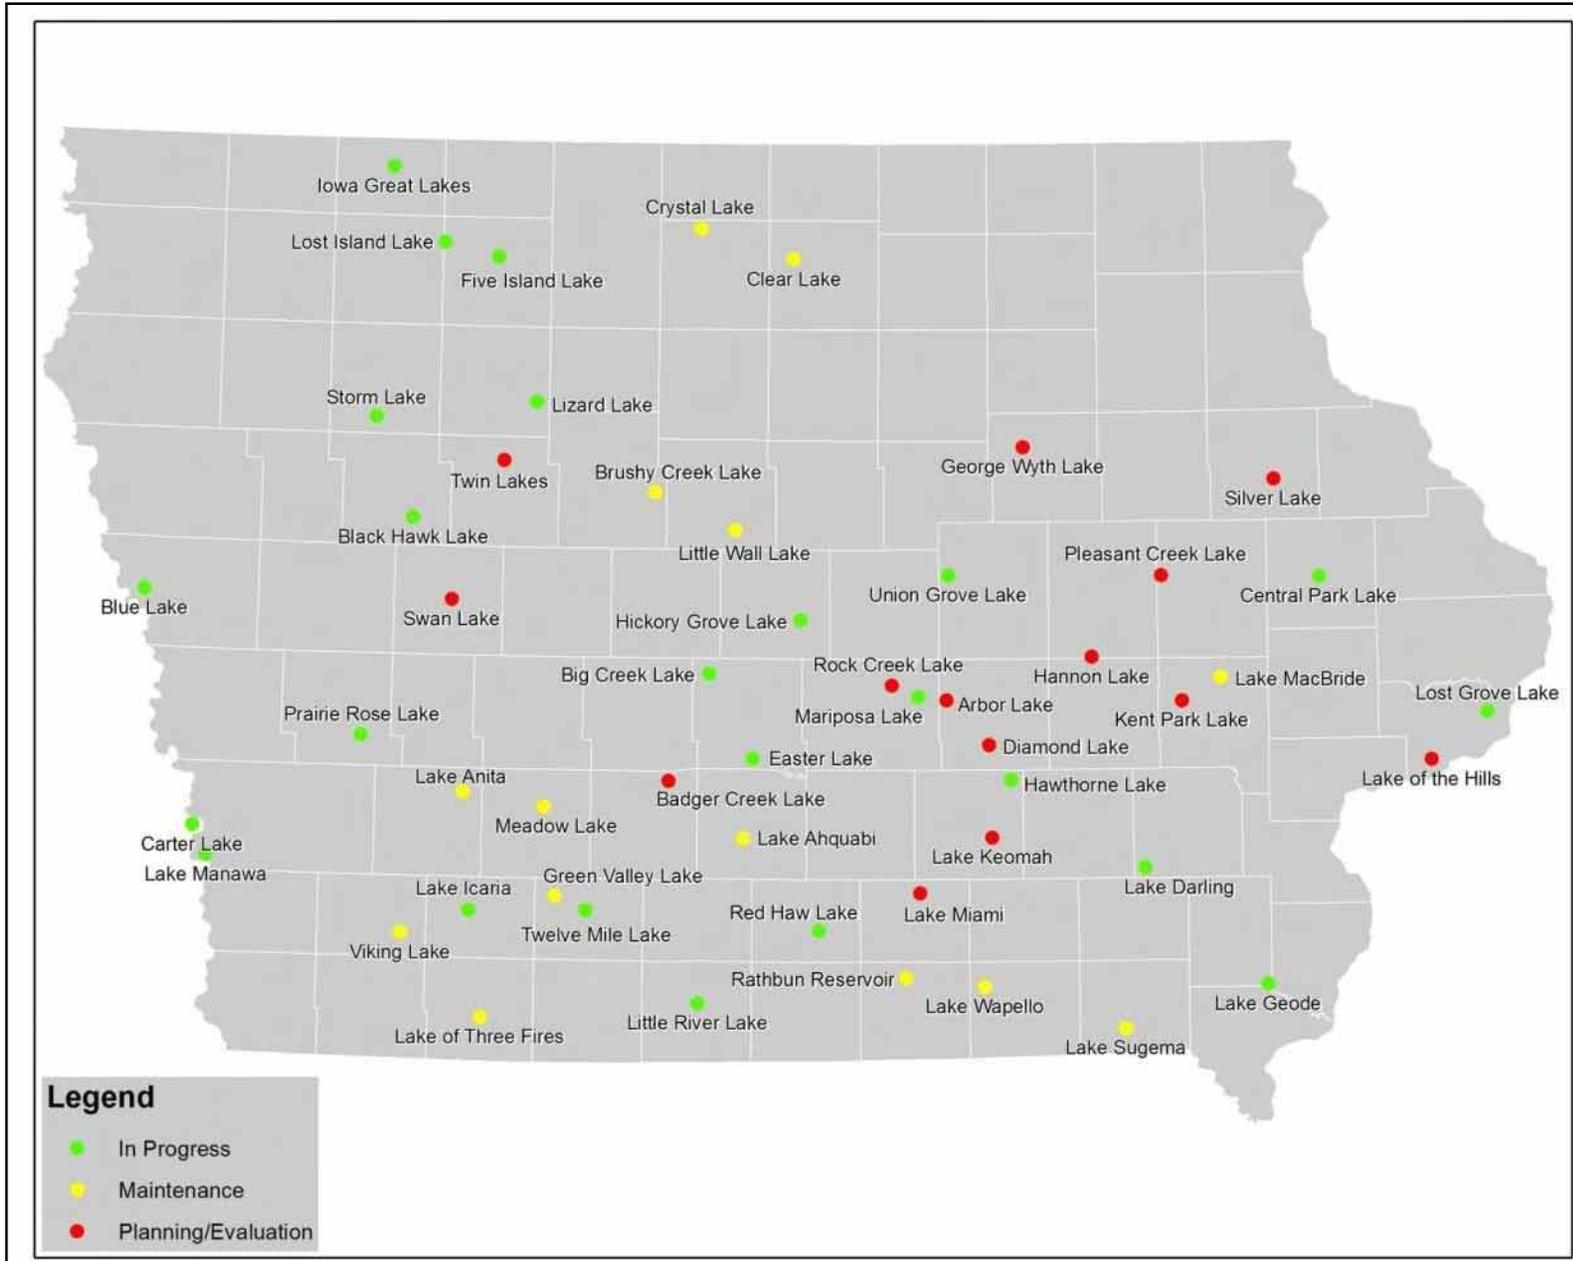 Iowa Great Lakes
Crystal Lake
Lost Island Lake
Five Island Lake
Clear Lake
Storm Lake
Lizard Lake
Twin Lakes
Brushy Creek Lake
George Wyth Lake
Silver Lake
Black Hawk Lake
Little Wall Lake
Pleasant Creek Lake
Blue Lake
Swan Lake
Union Grove Lake
Central Park Lake
Hickory Grove Lake
Big Creek Lake
Rock Creek Lake
Hannon Lake
Lake MacBride
Lost Grove Lake
Prairie Rose Lake
Mariposa Lake
Arbor Lake
Kent Park Lake
Easter Lake
Diamond Lake
Lake Anita
Badger Creek Lake
Hawthorne Lake
Lake of the Hills
Meadow Lake
Carter Lake
Lake Ahquabi
Lake Keomah
Lake Manawa
Lake Icaria
Green Valley Lake
Lake Darling
Red Haw Lake
Lake Miami
Twelve Mile Lake
Viking Lake
Rathbun Reservoir
Lake Wapello
Lake Geode
Lake of Three Fires
Little River Lake
Lake Sugema
Legend
In Progress
Maintenance
Planning/Evaluation